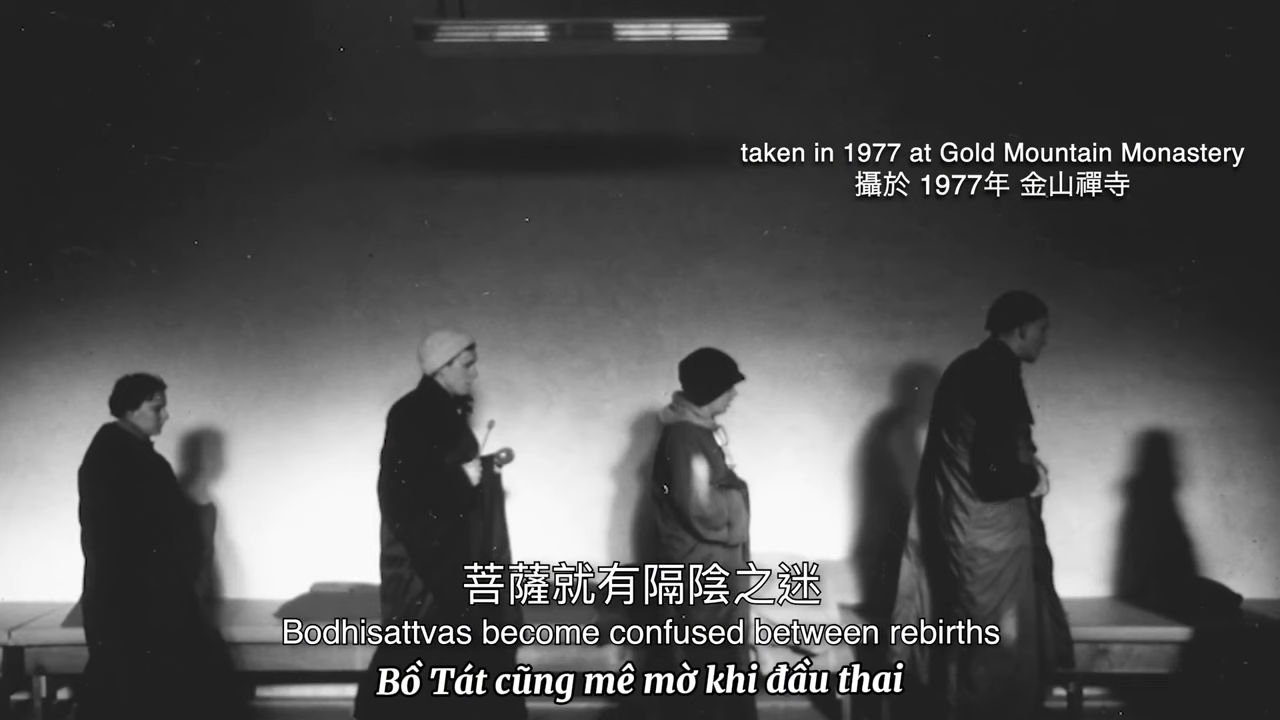 taken in 1977 at Gold Mountain Monastery
攝於 1977年 金山禪寺
菩薩就有隔陰之迷
Bodhisattvas become confused between rebirths
Bồ Tát cũng mê mờ khi đầu thai